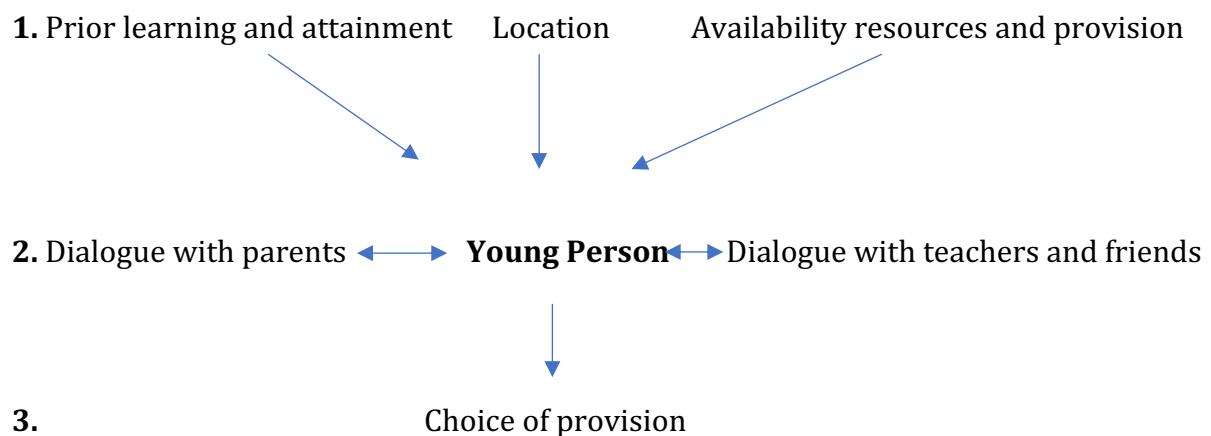 1. Prior learning and attainment Location Availability resources and provision
2. Dialogue with parents Young Person Dialogue with teachers and friends
3. Choice of provision